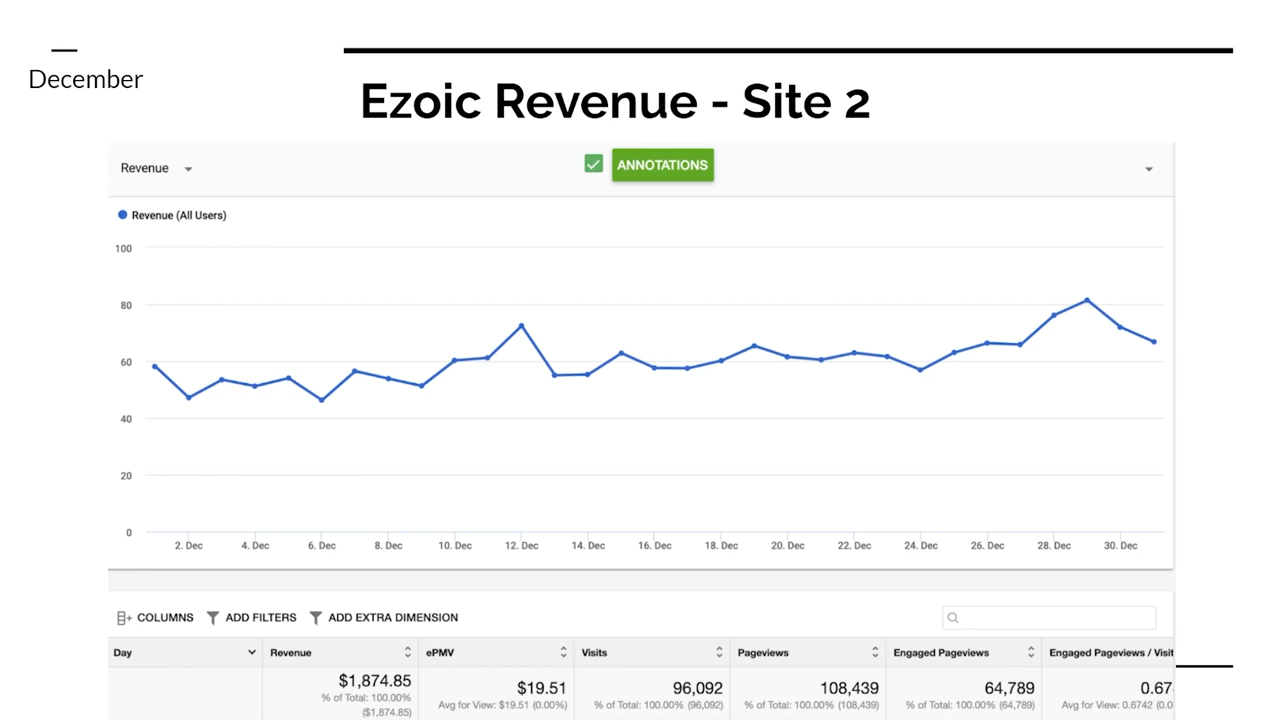 December
Ezoic Revenue - Site 2
Revenue
ANNOTATIONS
Revenue (All Users)
100
80
60
40
20
0
2. Dec 4. Dec 6. Dec 8. Dec 10. Dec 12. Dec 14. Dec 16. Dec 18. Dec 20. Dec 22. Dec 24. Dec 26. Dec 28. Dec 30. Dec
COLUMNS ADD FILTERS ADD EXTRA DIMENSION
Day Revenue ePMV Visits Pageviews Engaged Pageviews Engaged Pageviews / Visit
$1,874.85 $19.51 96,092 108,439 64,789 0.67
% of Total: 100.00% Avg for View: $19.51 (0.00%) % of Total: 100.00% (96,092) % of Total: 100.00% (108,439) % of Total: 100.00% (64,789) Avg for View: 0.6742 (0.0
($1,874.85)